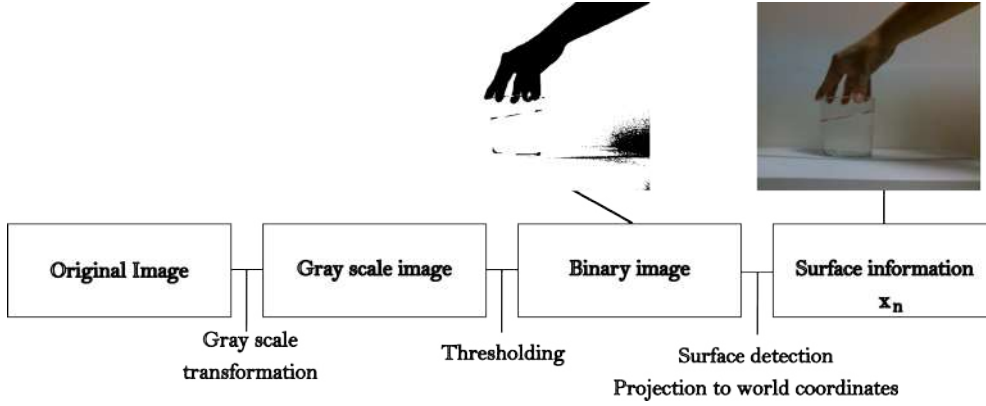 Original Image
Gray scale image
Binary image
Surface information
x_n
Gray scale
transformation
Thresholding
Surface detection
Projection to world coordinates